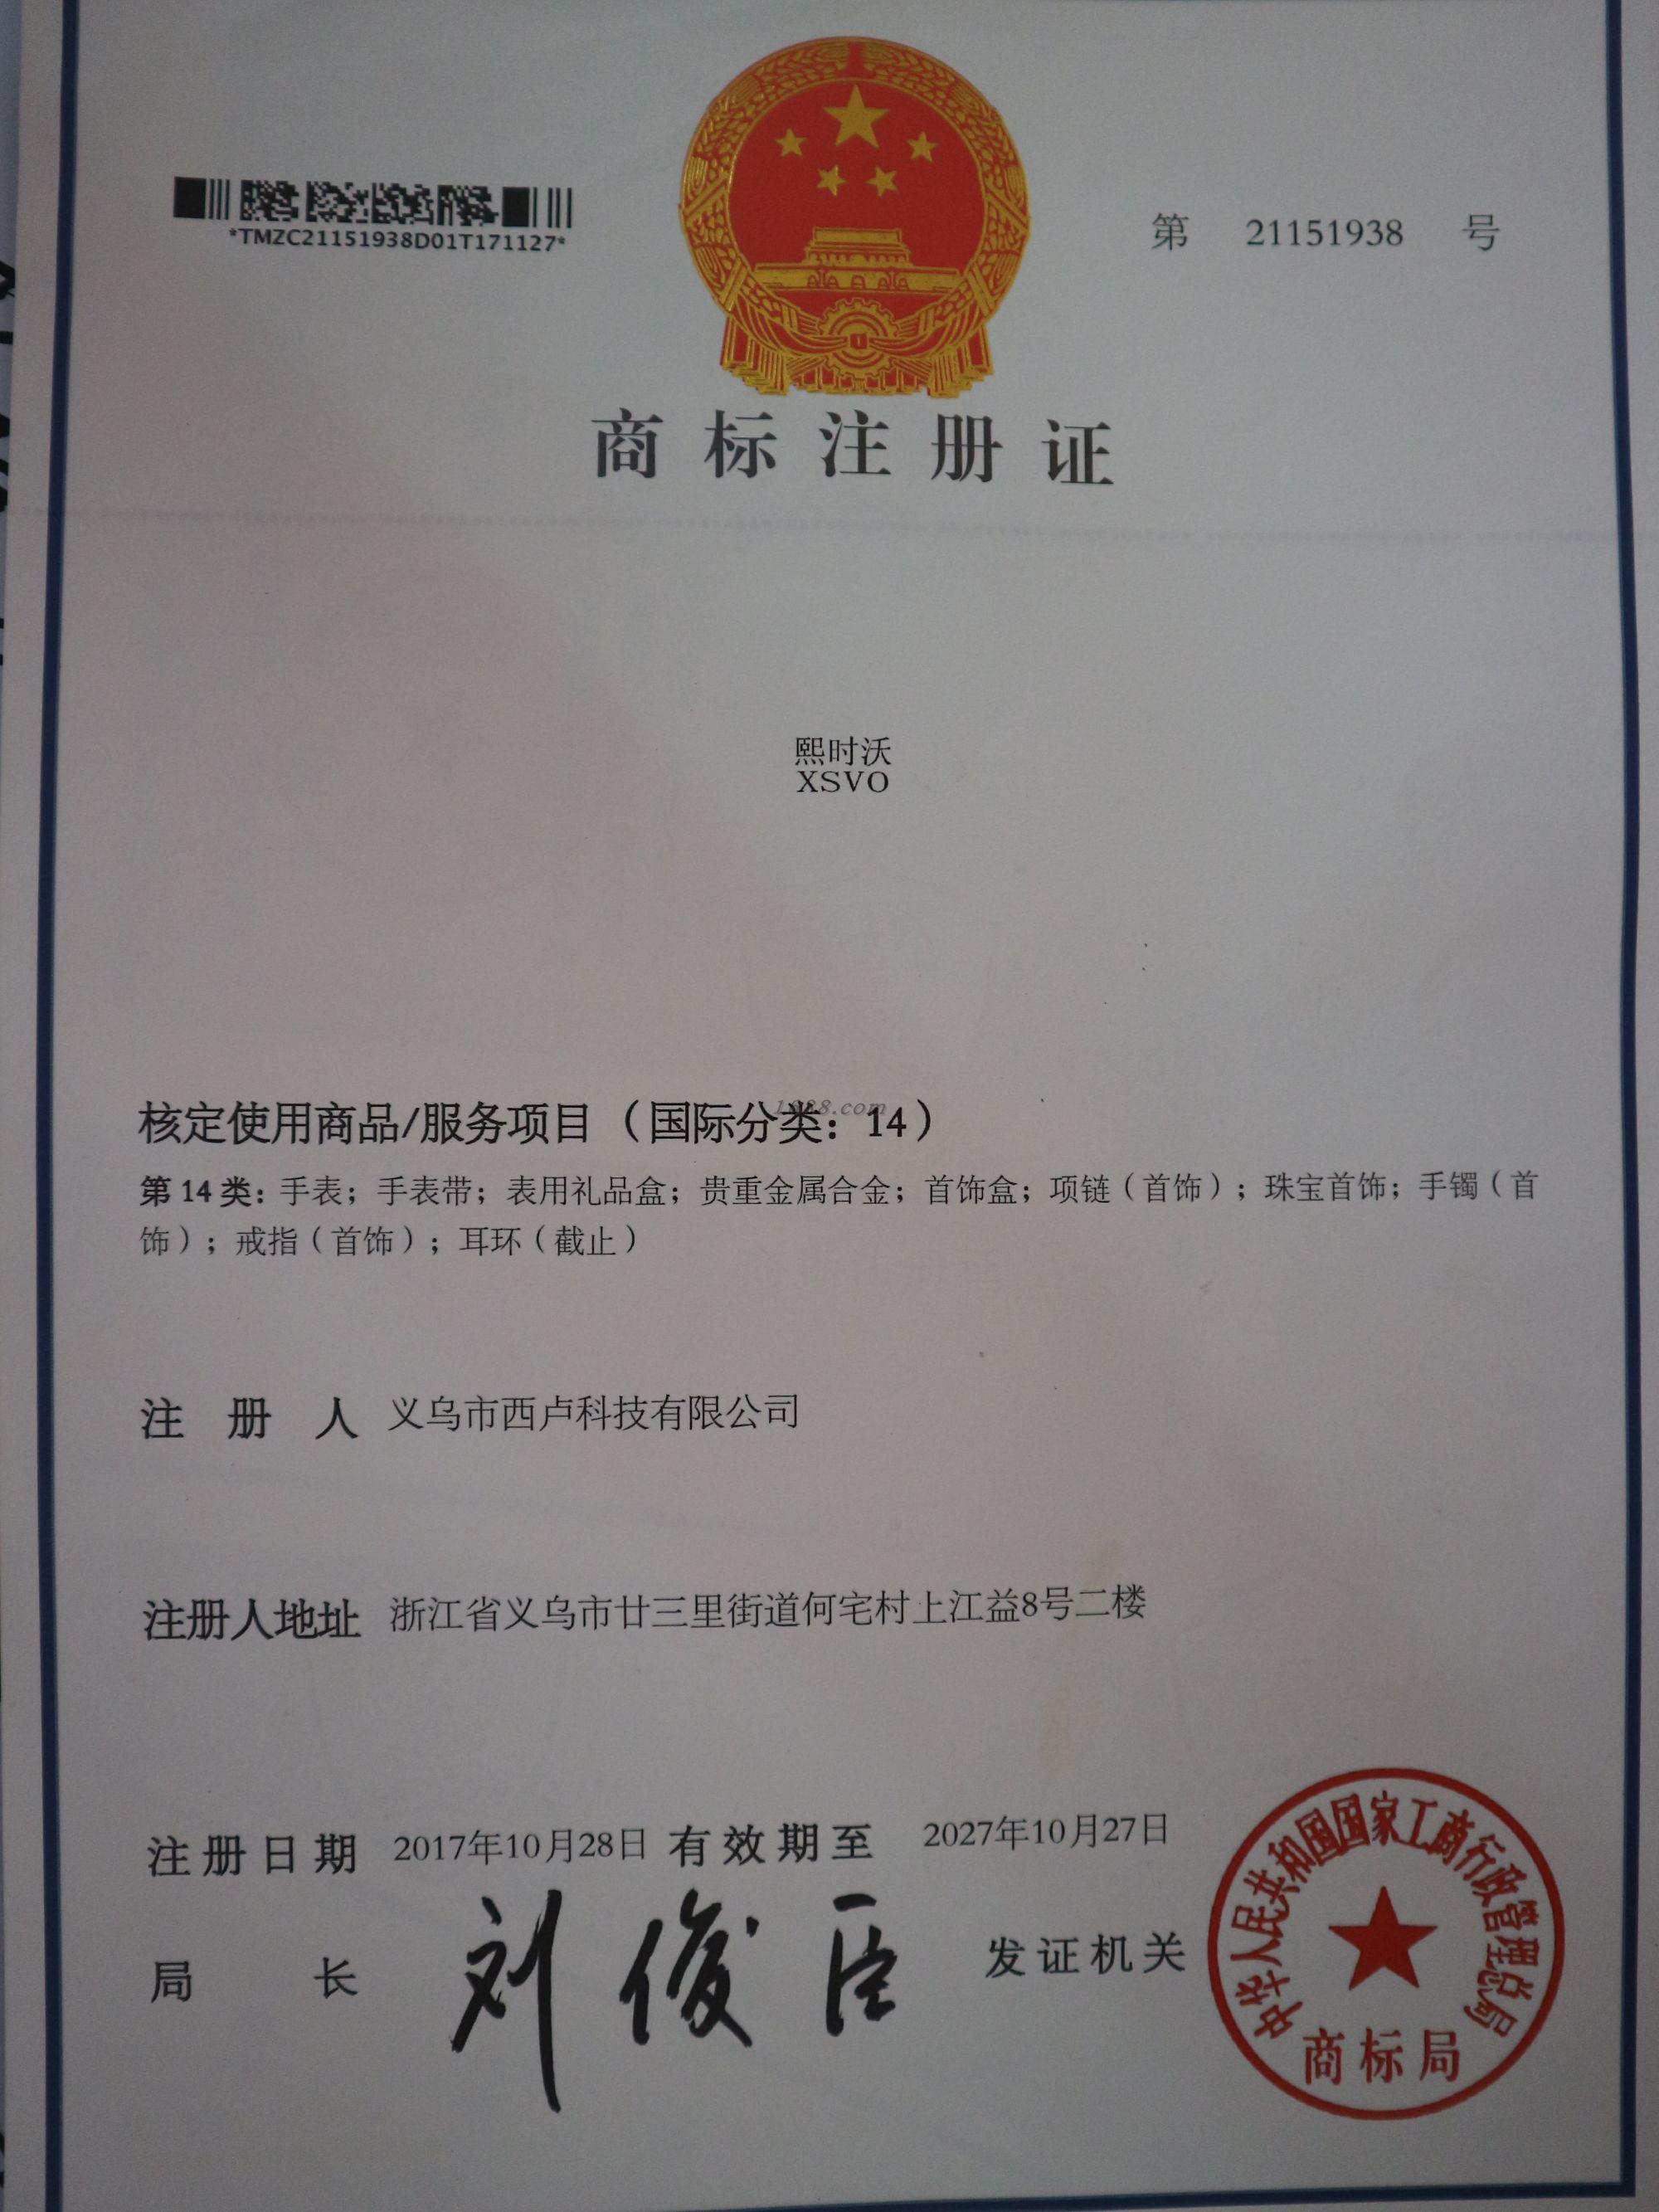 *TMZC21151938D01T171127*
第 21151938 号
商标注册证
熙时沃
XSVO
1688.com
核定使用商品/服务项目（国际分类：14）
第14类：手表；手表带；表用礼品盒；贵重金属合金；首饰盒；项链（首饰）；珠宝首饰；手镯（首
饰）；戒指（首饰）；耳环（截止）
注 册 人 义乌市西卢科技有限公司
注册人地址 浙江省义乌市廿三里街道何宅村上江益8号二楼
注册日期 2017年10月28日 有效期至 2027年10月27日
局 长 刘俊臣 发证机关
中华人民共和国国家工商行政管理总局
商标局